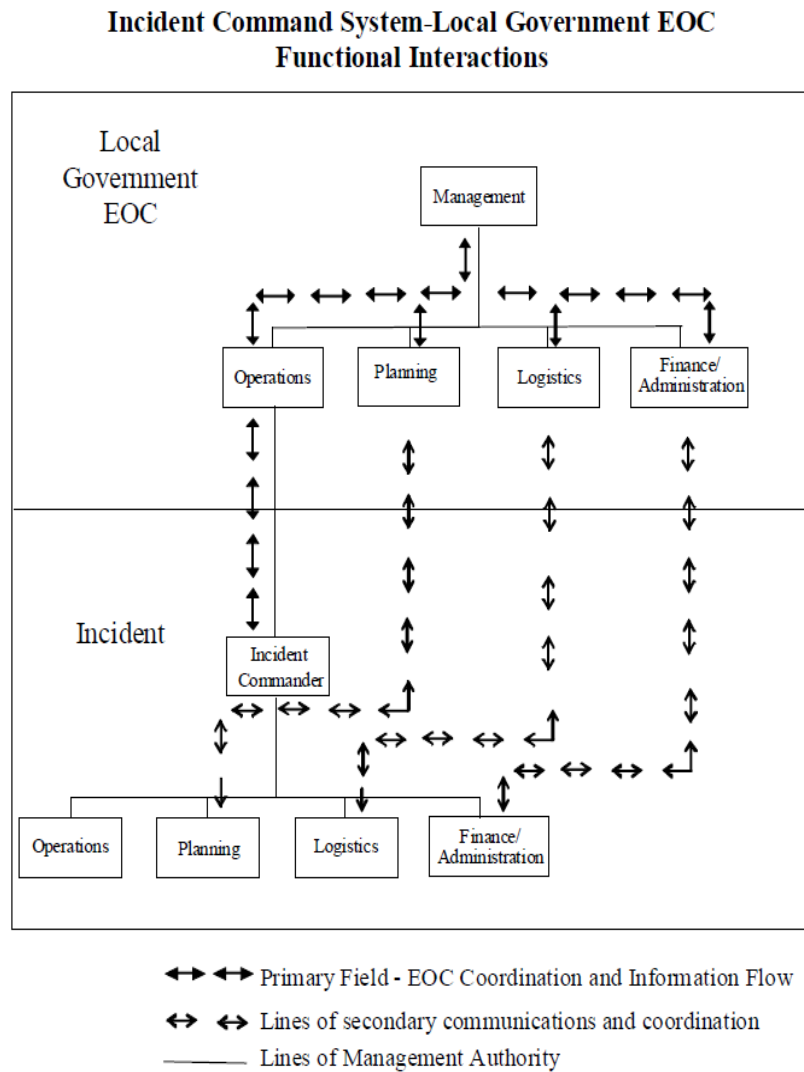 Incident Command System-Local Government EOC
Functional Interactions
Local
Government
EOC
Management
Operations
Planning
Logistics
Finance/
Administration
Incident
Incident
Commander
Operations
Planning
Logistics
Finance/
Administration
Primary Field - EOC Coordination and Information Flow
Lines of secondary communications and coordination
Lines of Management Authority